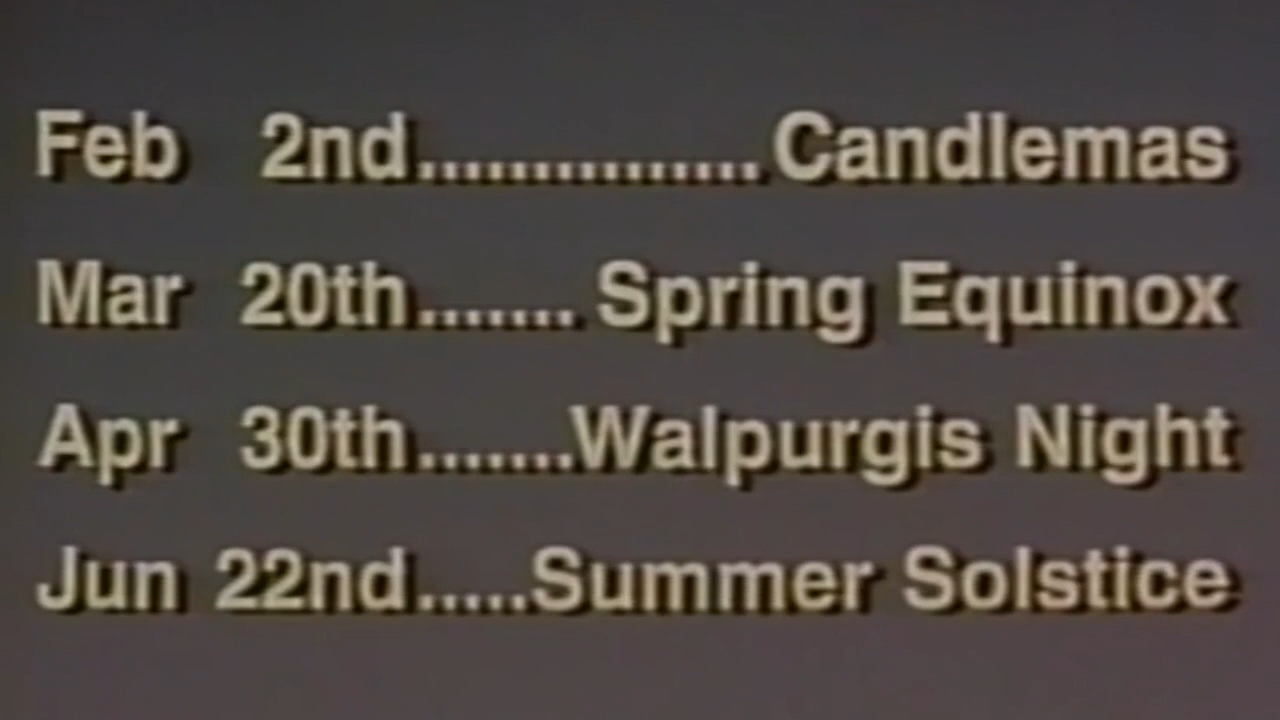 Feb 2nd...............Candlemas
Mar 20th....... Spring Equinox
Apr 30th.......Walpurgis Night
Jun 22nd.....Summer Solstice